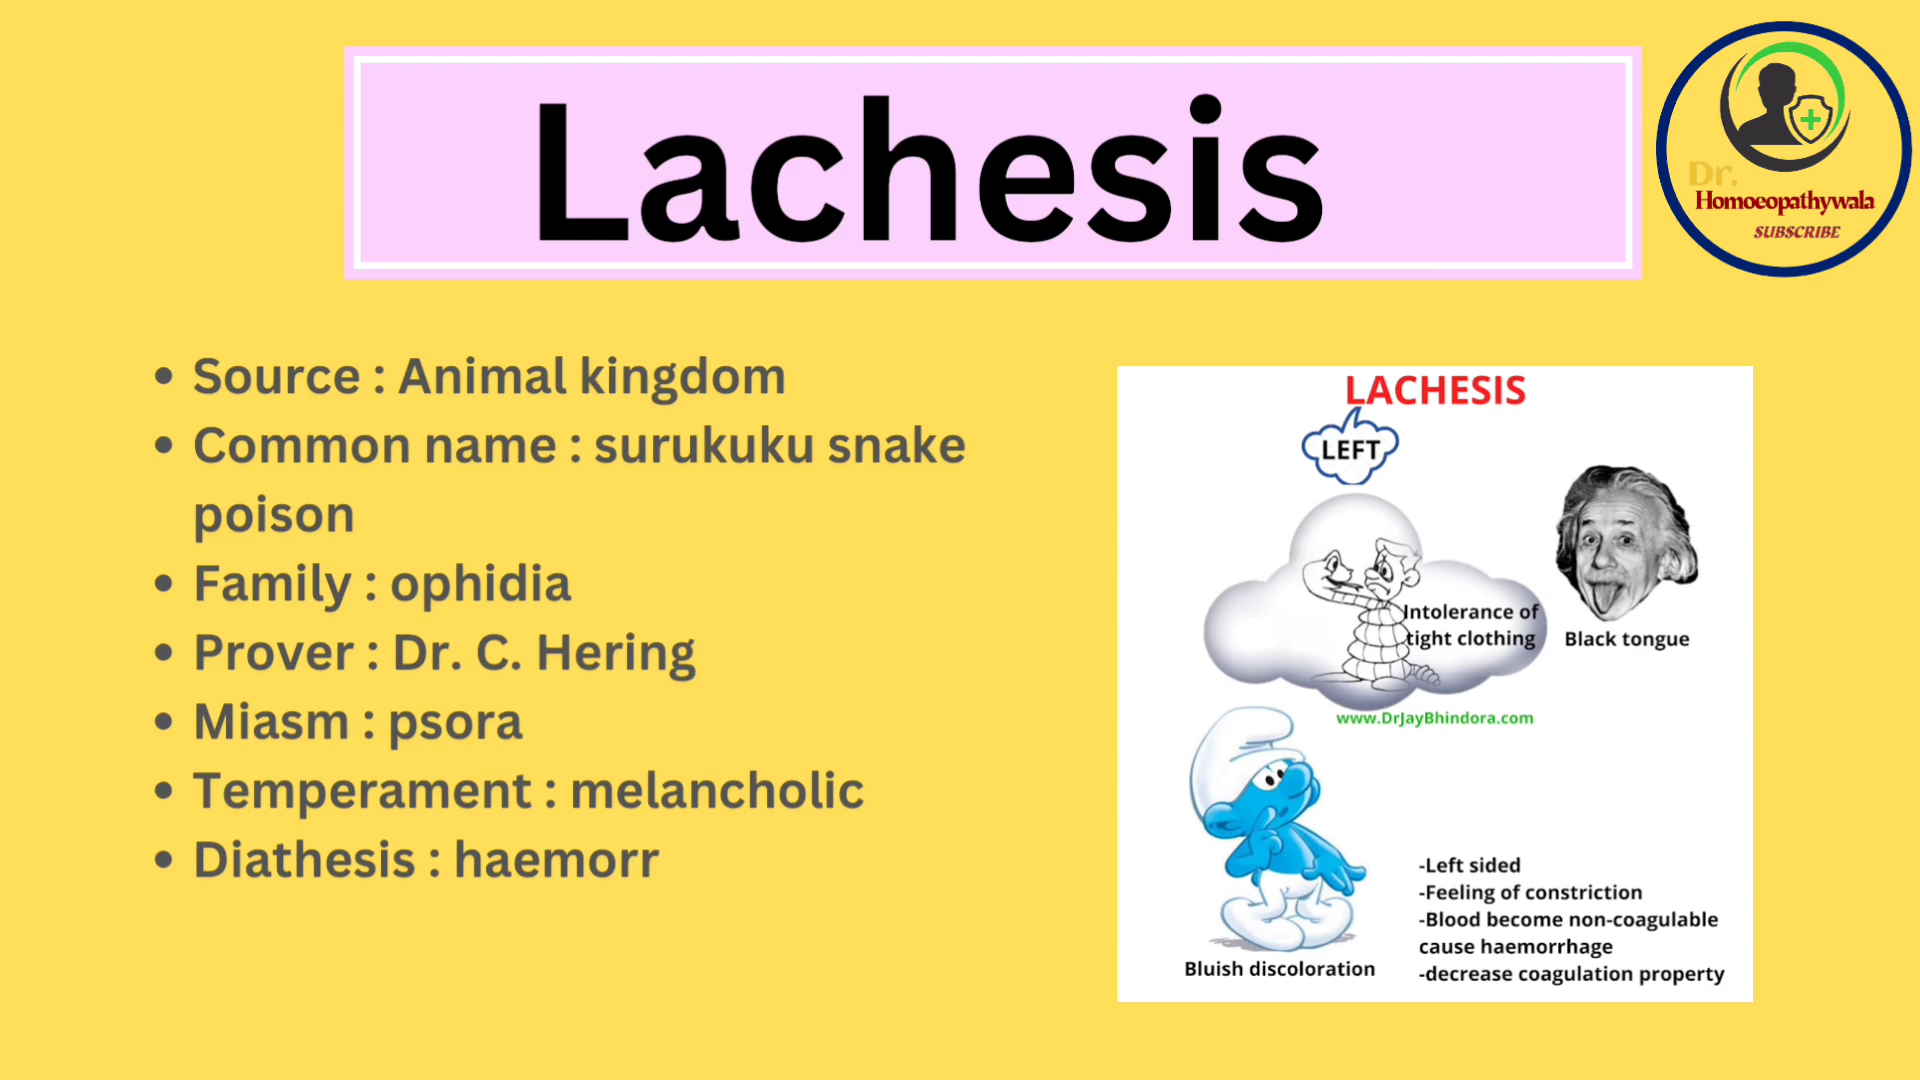 Lachesis
Dr.
Homoeopathywala
SUBSCRIBE
• Source : Animal kingdom
• Common name : surukuku snake
poison
• Family : ophidia
• Prover : Dr. C. Hering
• Miasm : psora
• Temperament : melancholic
• Diathesis : haemorr
LACHESIS
LEFT
Intolerance of
tight clothing
Black tongue
www.DrJayBhindora.com
Bluish discoloration
-Left sided
-Feeling of constriction
-Blood become non-coagulable
cause haemorrhage
-decrease coagulation property